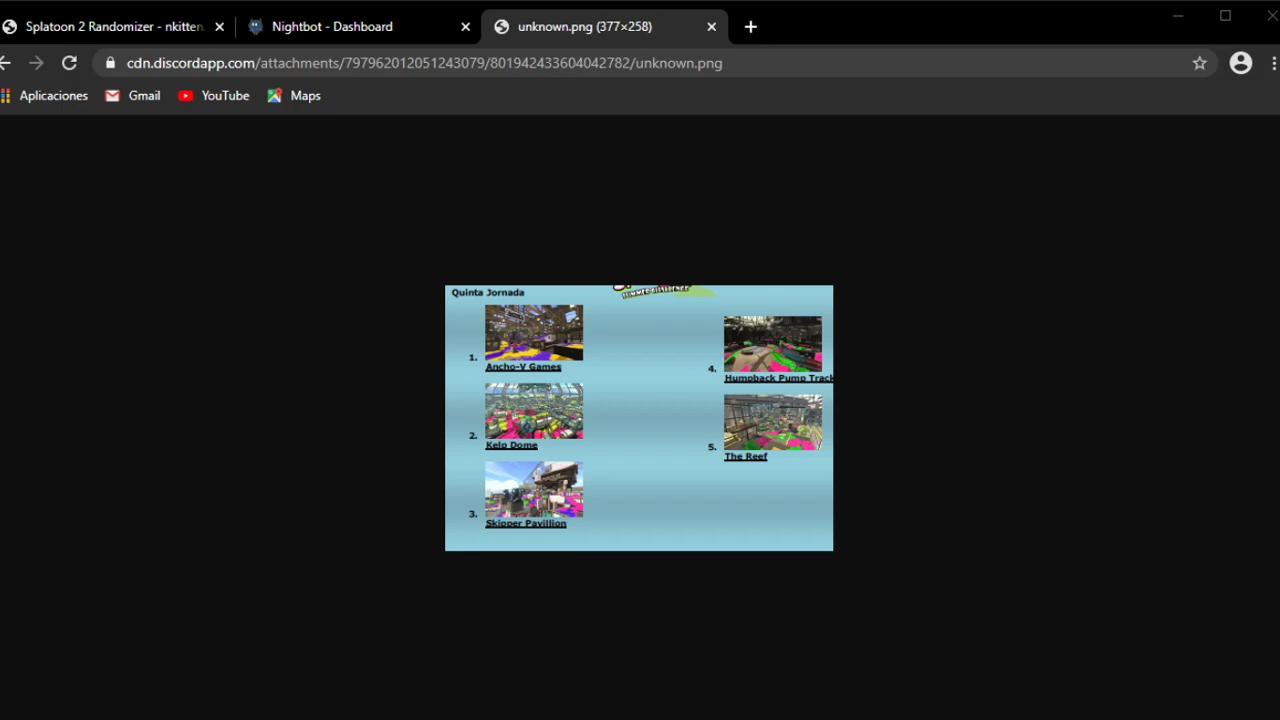 Splatoon 2 Randomizer - nkitten
Nightbot - Dashboard
unknown.png (377×258)
cdn.discordapp.com/attachments/797962012051243079/801942433604042782/unknown.png
Aplicaciones
Gmail
YouTube
Maps
Quinta Jornada
1.
Ancho-V Games
2.
Kelp Dome
3.
Skipper Pavillion
4.
Humpback Pump Track
5.
The Reef